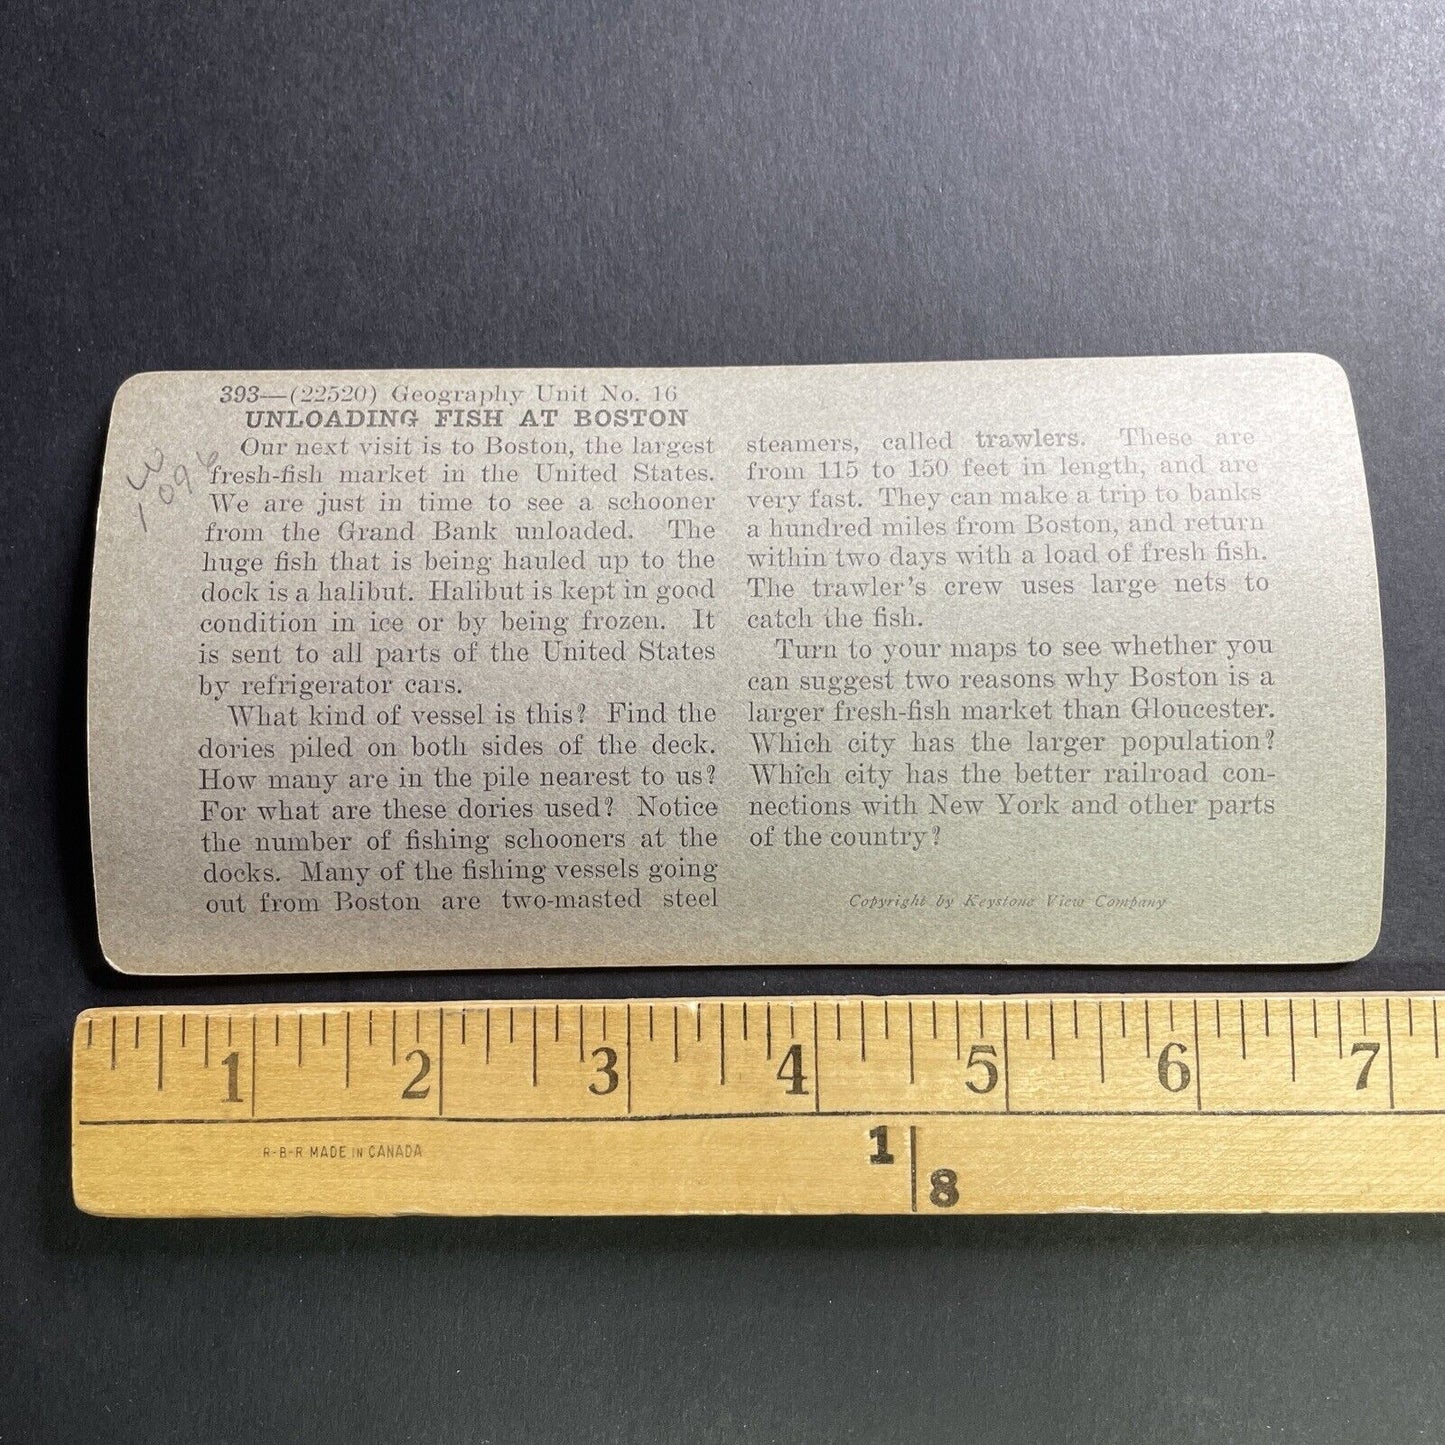 393—(22520) Geography Unit No. 16
UNLOADING FISH AT BOSTON
Our next visit is to Boston, the largest
fresh-fish market in the United States.
We are just in time to see a schooner
from the Grand Bank unloaded. The
huge fish that is being hauled up to the
dock is a halibut. Halibut is kept in good
condition in ice or by being frozen. It
is sent to all parts of the United States
by refrigerator cars.
What kind of vessel is this? Find the
dories piled on both sides of the deck.
How many are in the pile nearest to us?
For what are these dories used? Notice
the number of fishing schooners at the
docks. Many of the fishing vessels going
out from Boston are two-masted steel
steamers, called trawlers. These are
from 115 to 150 feet in length, and are
very fast. They can make a trip to banks
a hundred miles from Boston, and return
within two days with a load of fresh fish.
The trawler's crew uses large nets to
catch the fish.
Turn to your maps to see whether you
can suggest two reasons why Boston is a
larger fresh-fish market than Gloucester.
Which city has the larger population?
Which city has the better railroad con-
nections with New York and other parts
of the country?
Copyright by Keystone View Company
1 2 3 4 5 6 7
R-B-R MADE IN CANADA
1 8